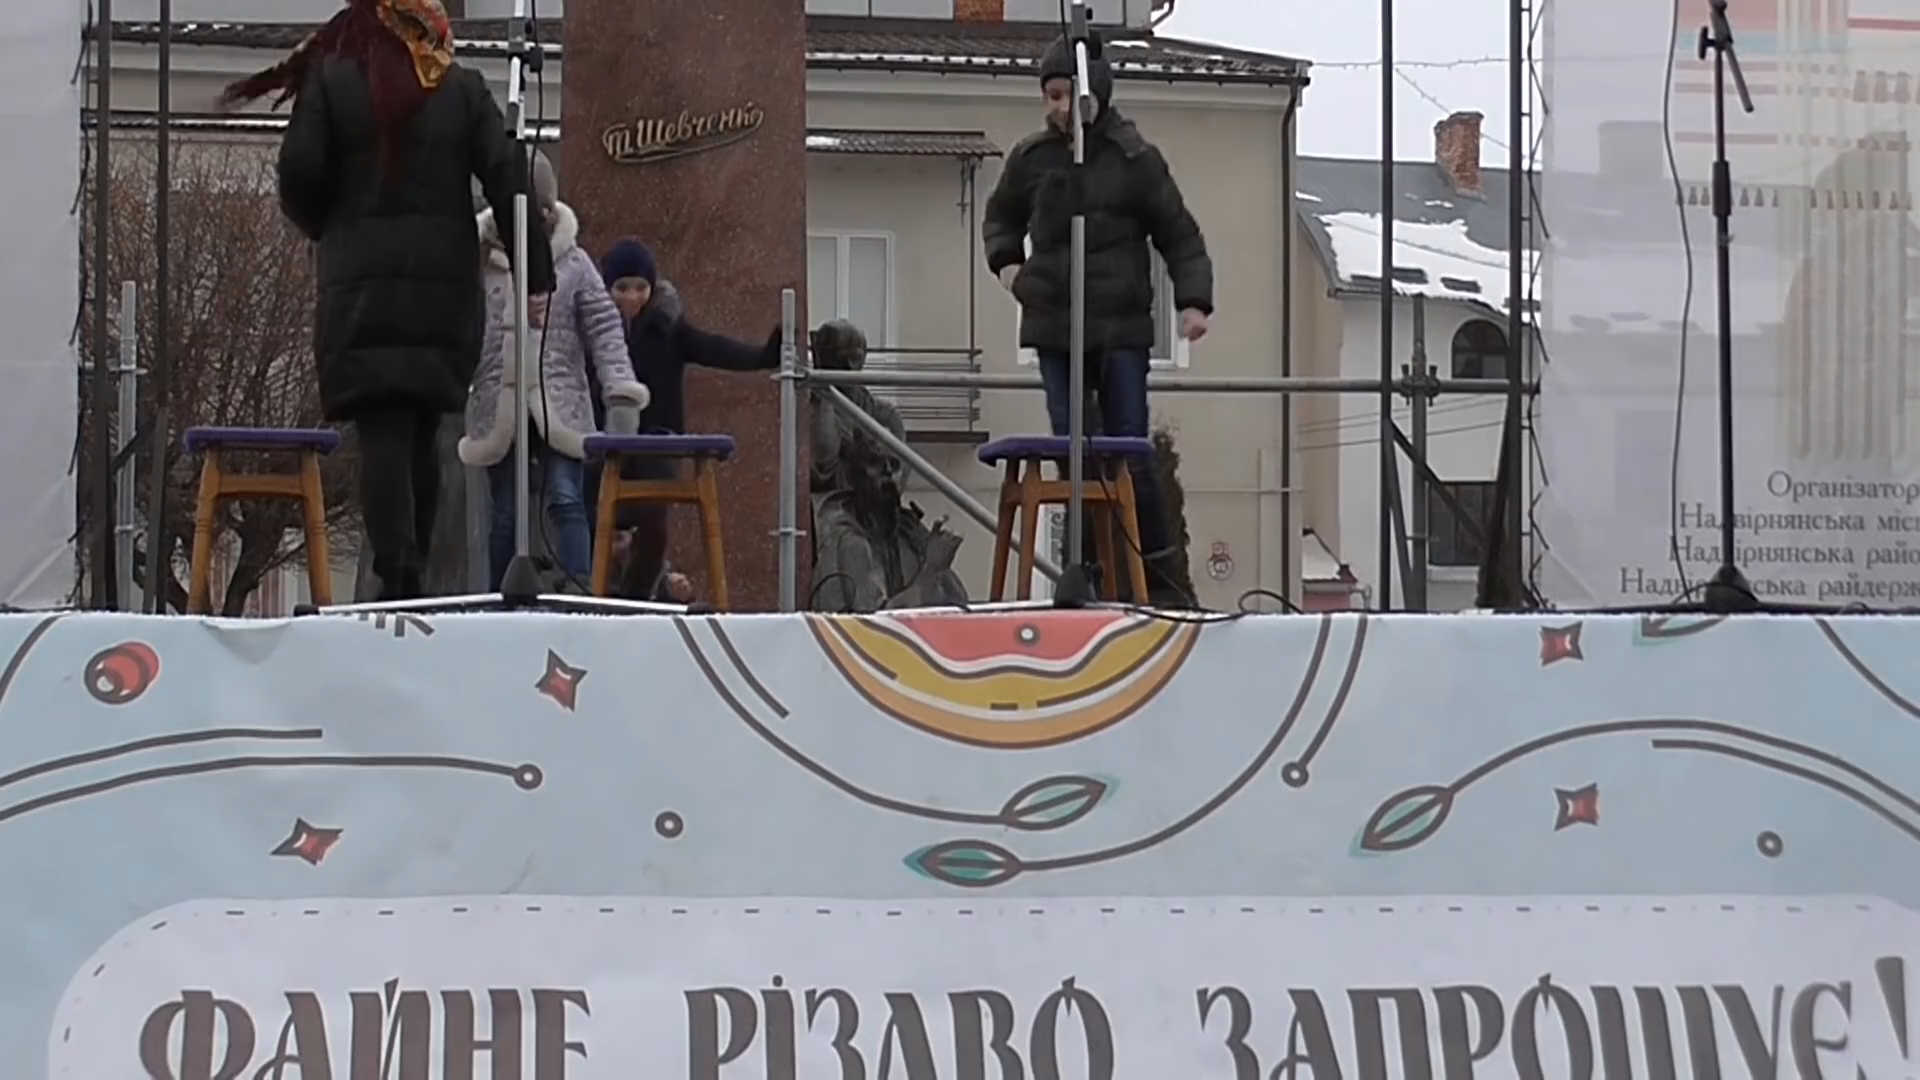 Т.Шевченко
Організатор
Надвірнянська міс
Надвірнянська райо
Надвірнянська райдерж
ФАЙНЕ РІЗДВО ЗАПРОШУЄ!